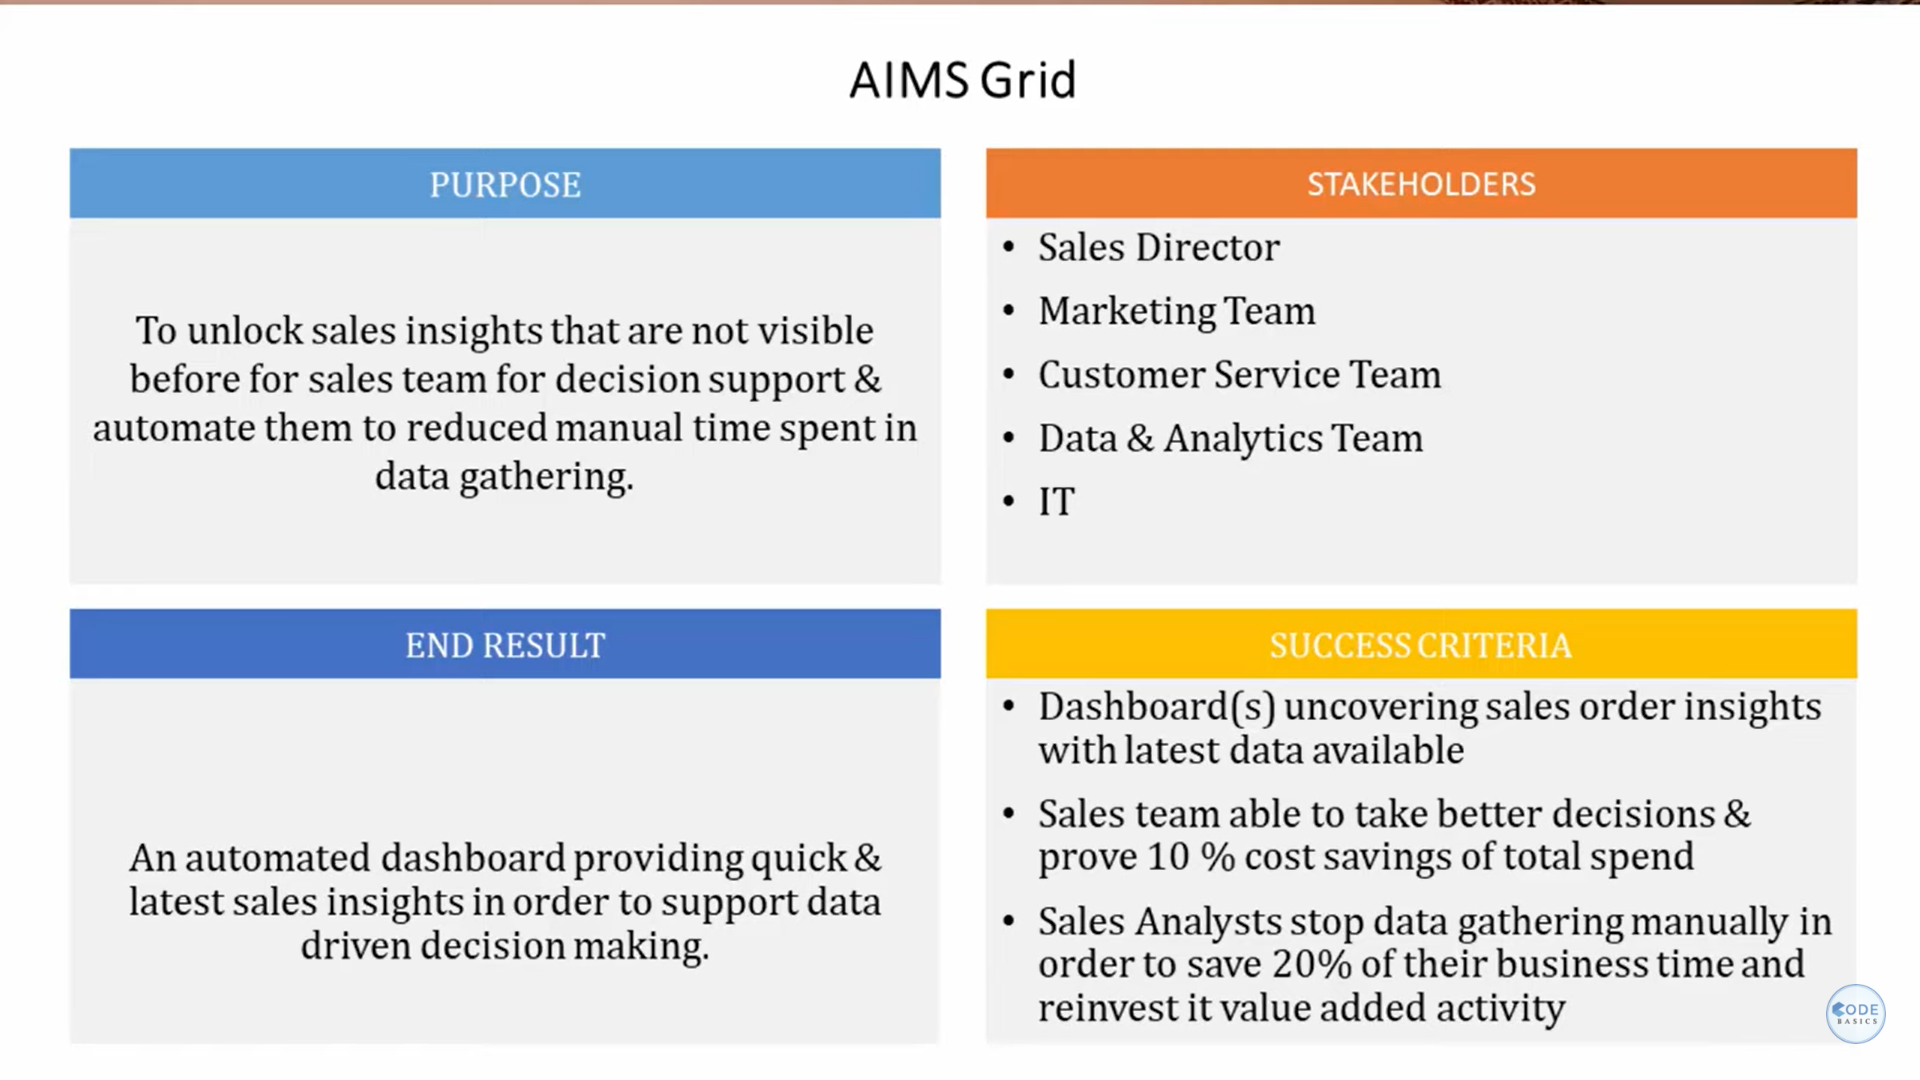 AIMS Grid
PURPOSE
To unlock sales insights that are not visible
before for sales team for decision support &
automate them to reduced manual time spent in
data gathering.
STAKEHOLDERS
• Sales Director
• Marketing Team
• Customer Service Team
• Data & Analytics Team
• IT
END RESULT
An automated dashboard providing quick &
latest sales insights in order to support data
driven decision making.
SUCCESS CRITERIA
• Dashboard(s) uncovering sales order insights
with latest data available
• Sales team able to take better decisions &
prove 10 % cost savings of total spend
• Sales Analysts stop data gathering manually in
order to save 20% of their business time and
reinvest it value added activity
CODE
BASICS